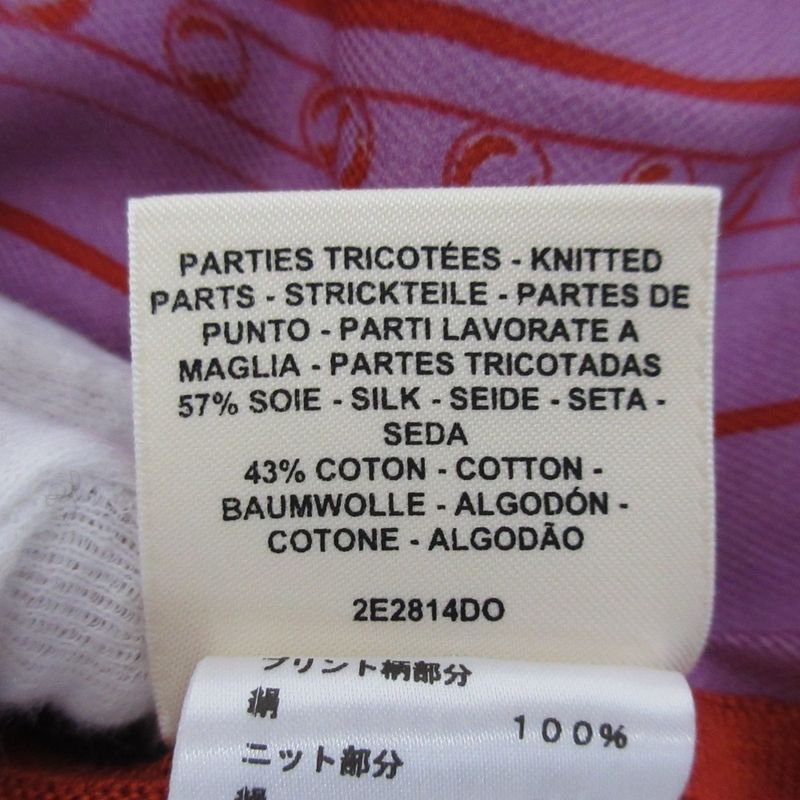 PARTIES TRICOTÉES - KNITTED
PARTS - STRICKTEILE - PARTES DE
PUNTO - PARTI LAVORATE A
MAGLIA - PARTES TRICOTADAS
57% SOIE - SILK - SEIDE - SETA -
SEDA
43% COTON - COTTON -
BAUMWOLLE - ALGODÓN -
COTONE - ALGODÃO
2E2814DO
プリント柄部分
絹
100%
ニット部分
絹